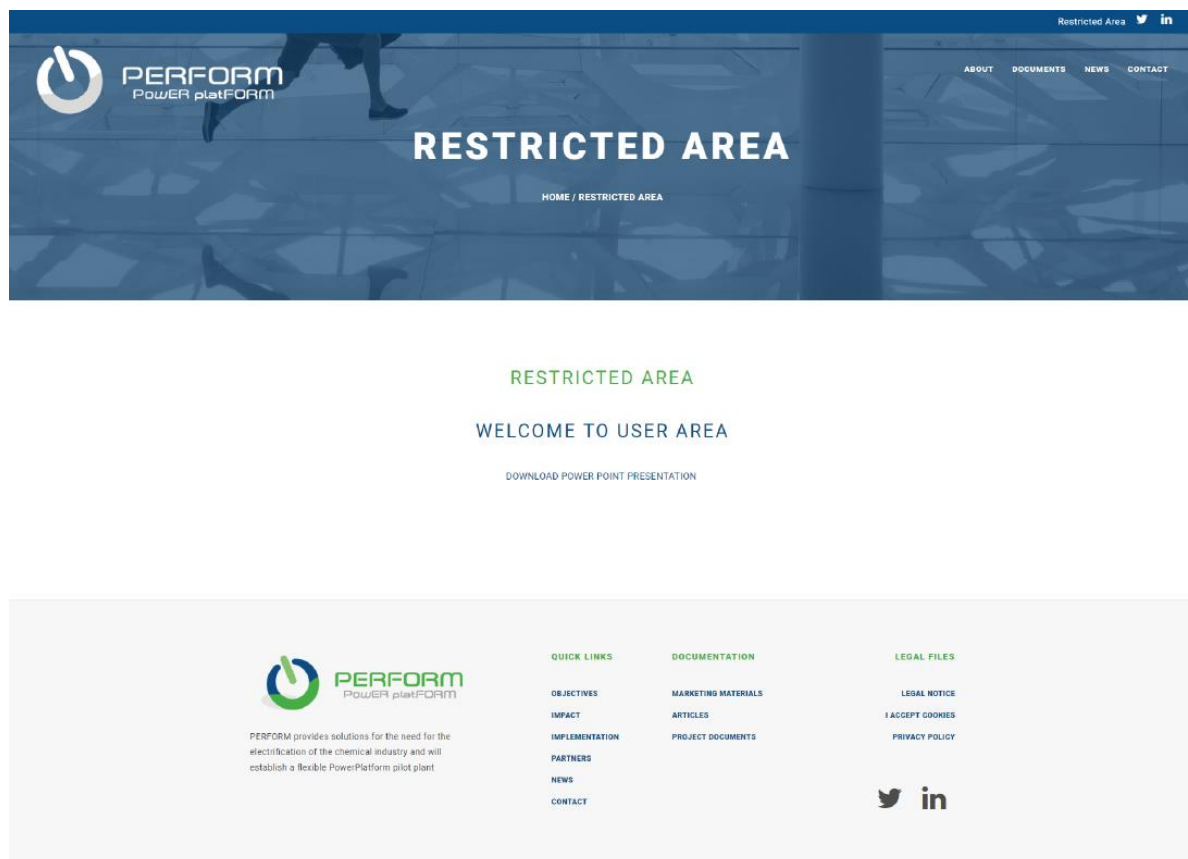 Restricted Area
PERFORM
PowER platFORM
ABOUT DOCUMENTS NEWS CONTACT
RESTRICTED AREA
HOME / RESTRICTED AREA
RESTRICTED AREA
WELCOME TO USER AREA
DOWNLOAD POWER POINT PRESENTATION
PERFORM
PowER platFORM
PERFORM provides solutions for the need for the
electrification of the chemical industry and will
establish a flexible PowerPlatform pilot plant
QUICK LINKS
OBJECTIVES
IMPACT
IMPLEMENTATION
PARTNERS
NEWS
CONTACT
DOCUMENTATION
MARKETING MATERIALS
ARTICLES
PROJECT DOCUMENTS
LEGAL FILES
LEGAL NOTICE
I ACCEPT COOKIES
PRIVACY POLICY
in